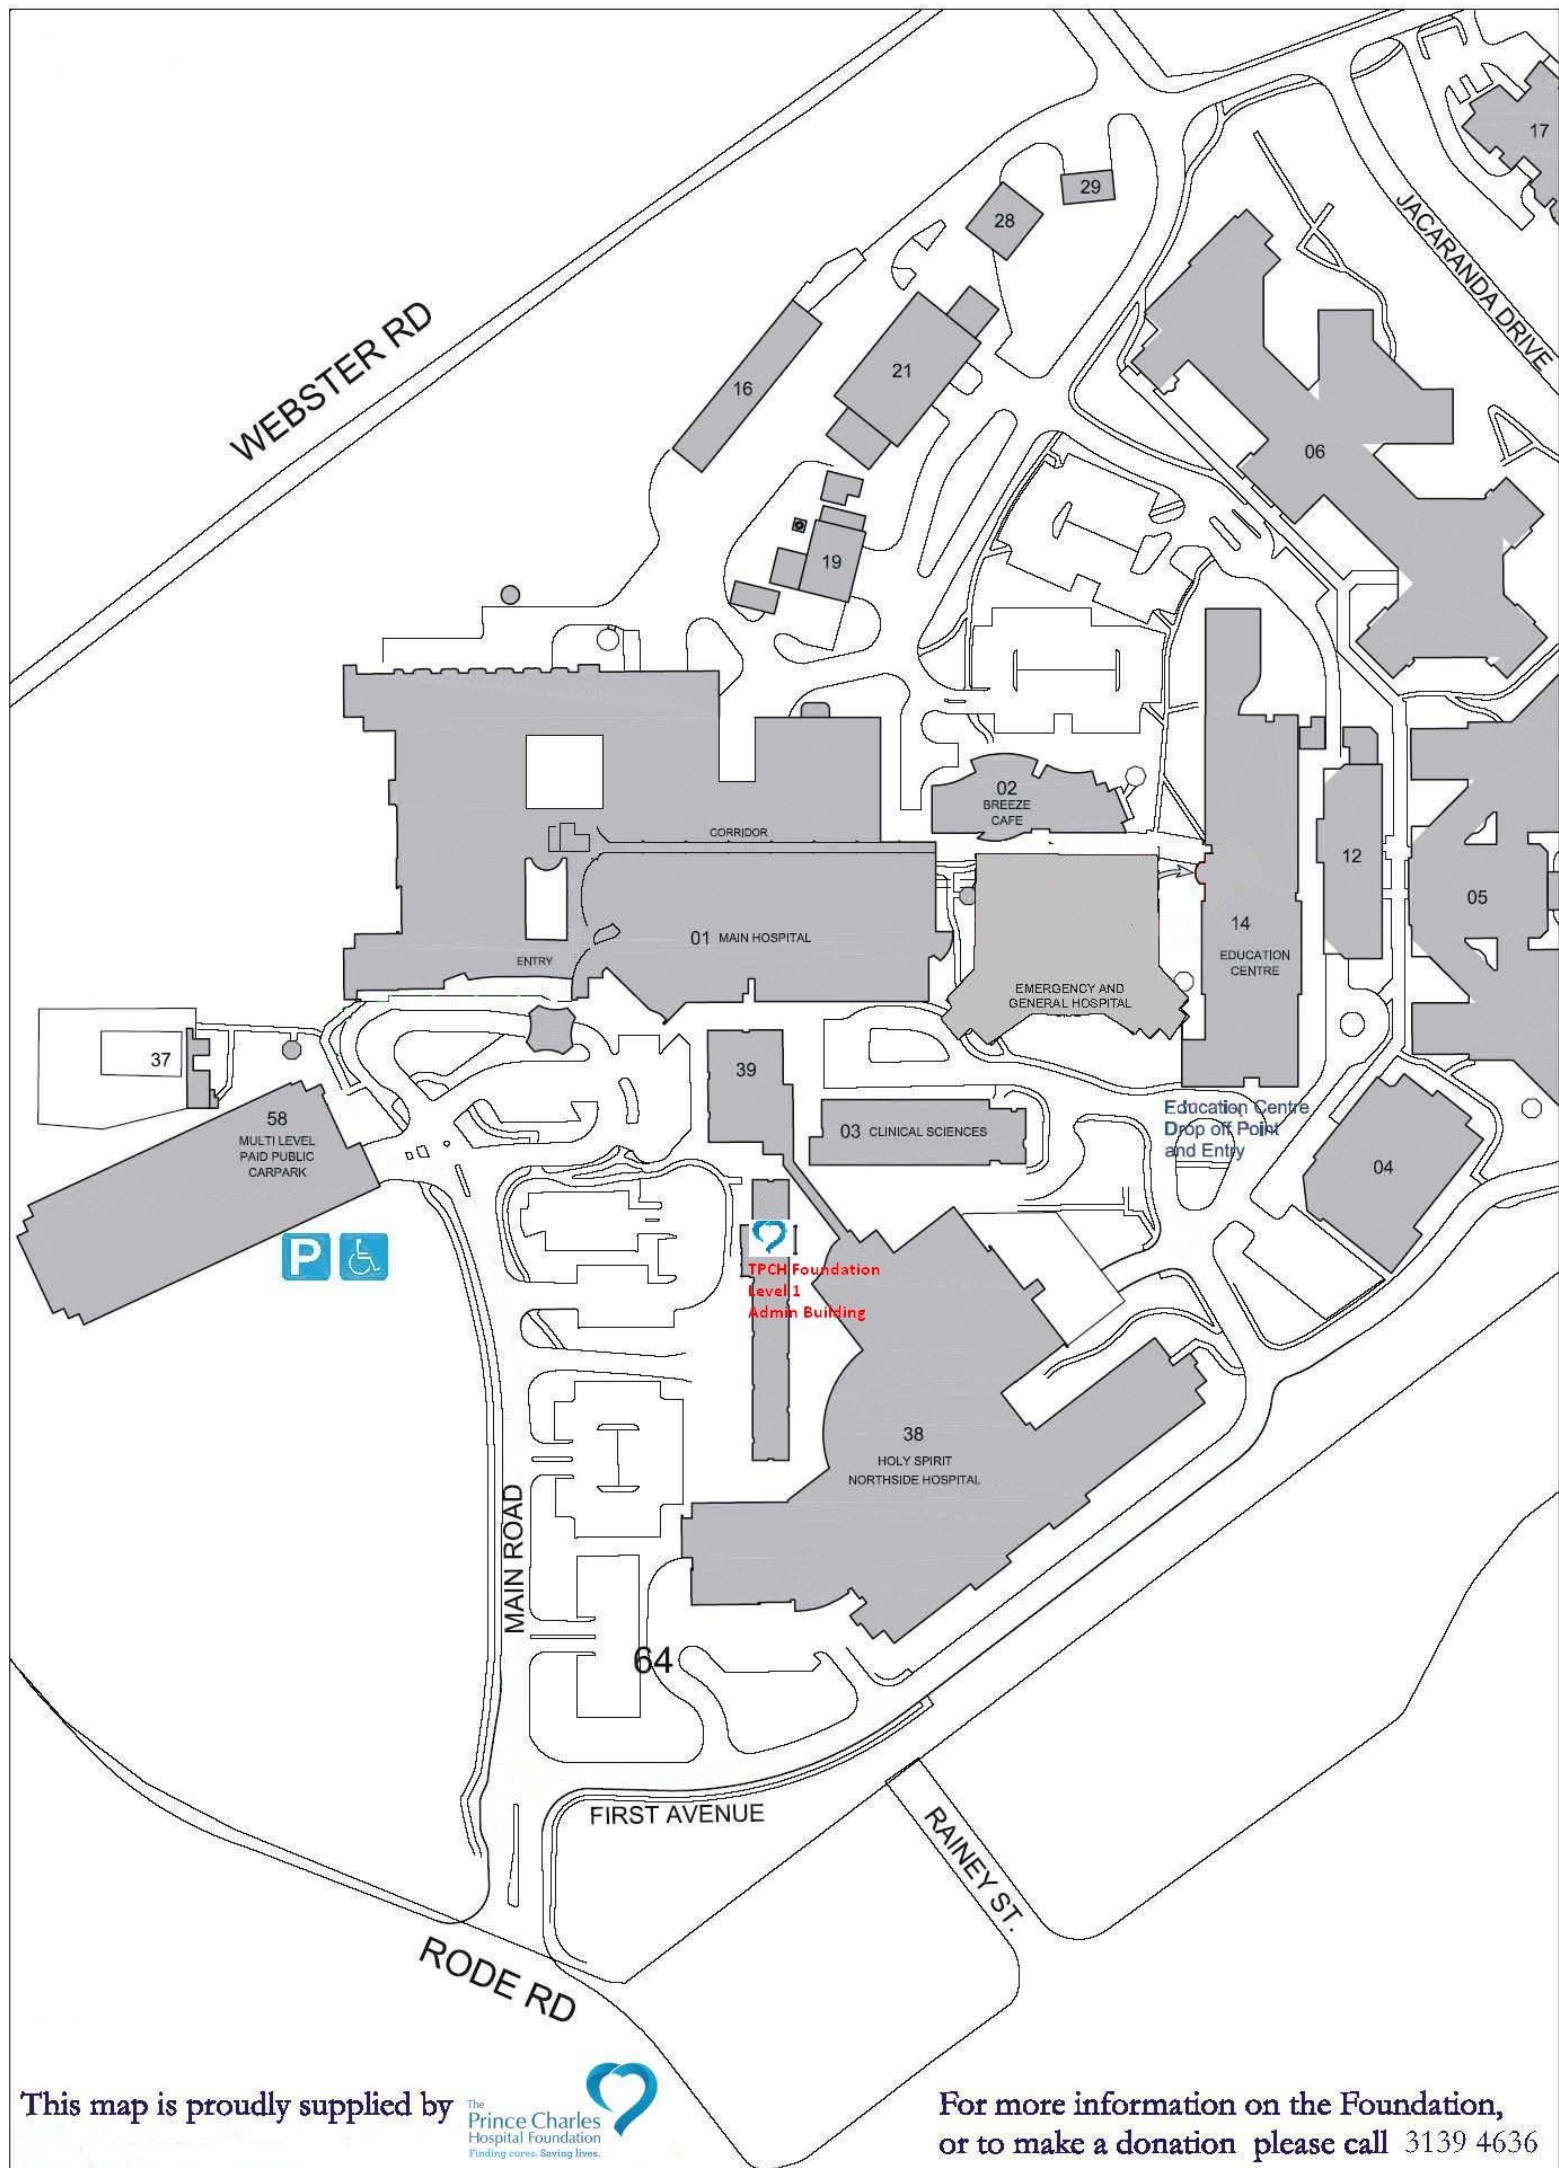 17
29
28
JACARANDA DRIVE
WEBSTER RD
21
16
06
19
02
BREEZE
CAFE
CORRIDOR
12
05
14
EDUCATION
CENTRE
01 MAIN HOSPITAL
ENTRY
EMERGENCY AND
GENERAL HOSPITAL
37
39
58
MULTI LEVEL
PAID PUBLIC
CARPARK
03 CLINICAL SCIENCES
Education Centre
Drop off Point
and Entry
04
P
TPCH Foundation
Level 1
Admin Building
38
HOLY SPIRIT
NORTHSIDE HOSPITAL
MAIN ROAD
64
FIRST AVENUE
RAINEY ST.
RODE RD
This map is proudly supplied by
The
Prince Charles
Hospital Foundation
Finding cures. Saving lives.
For more information on the Foundation,
or to make a donation please call 3139 4636